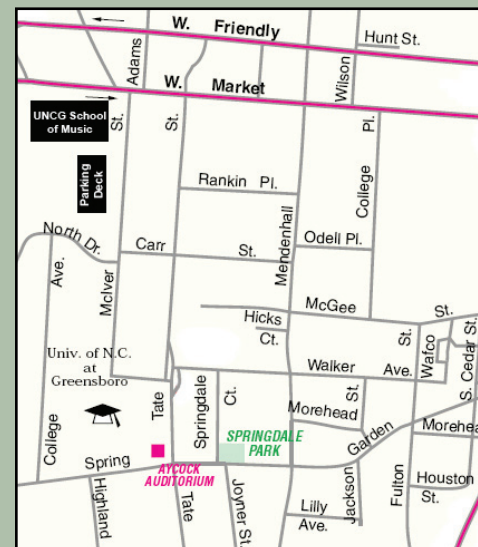 W. Friendly
Hunt St.
Adams
Wilson
W. Market
UNCG School
of Music
St.
St.
Pl.
Parking
Deck
Rankin Pl.
College
Mendenhall
North Dr.
Carr St.
Odell Pl.
Ave.
McIver
McGee St.
Hicks
Ct.
St.
Wafco
S. Cedar St.
Univ. of N.C.
at
Greensboro
Walker Ave.
Tate
Springdale
Ct.
St.
Morehead
College
SPRINGDALE
PARK
Garden
Morehea
Spring
AYCOCK
AUDITORIUM
Highland
Tate
Joyner St.
Jackson
Fulton
Houston
St.
Lilly
Ave.